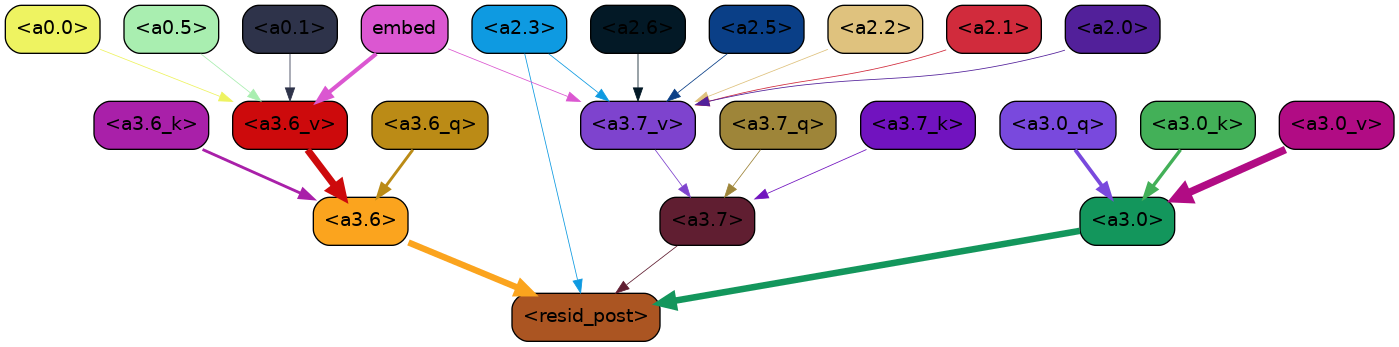 <a0.0> <a0.5> <a0.1> embed <a2.3> <a2.6> <a2.5> <a2.2> <a2.1> <a2.0>
<a3.6_k> <a3.6_v> <a3.6_q> <a3.7_v> <a3.7_q> <a3.7_k> <a3.0_q> <a3.0_k> <a3.0_v>
<a3.6> <a3.7> <a3.0>
<resid_post>